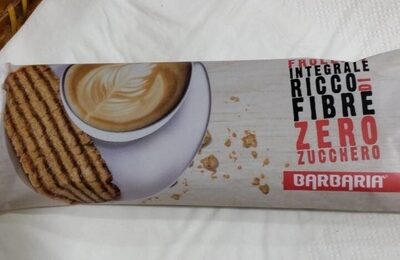 INTEGRALE
RICCO DI
FIBRE
ZERO
ZUCCHERO
BARBARIA